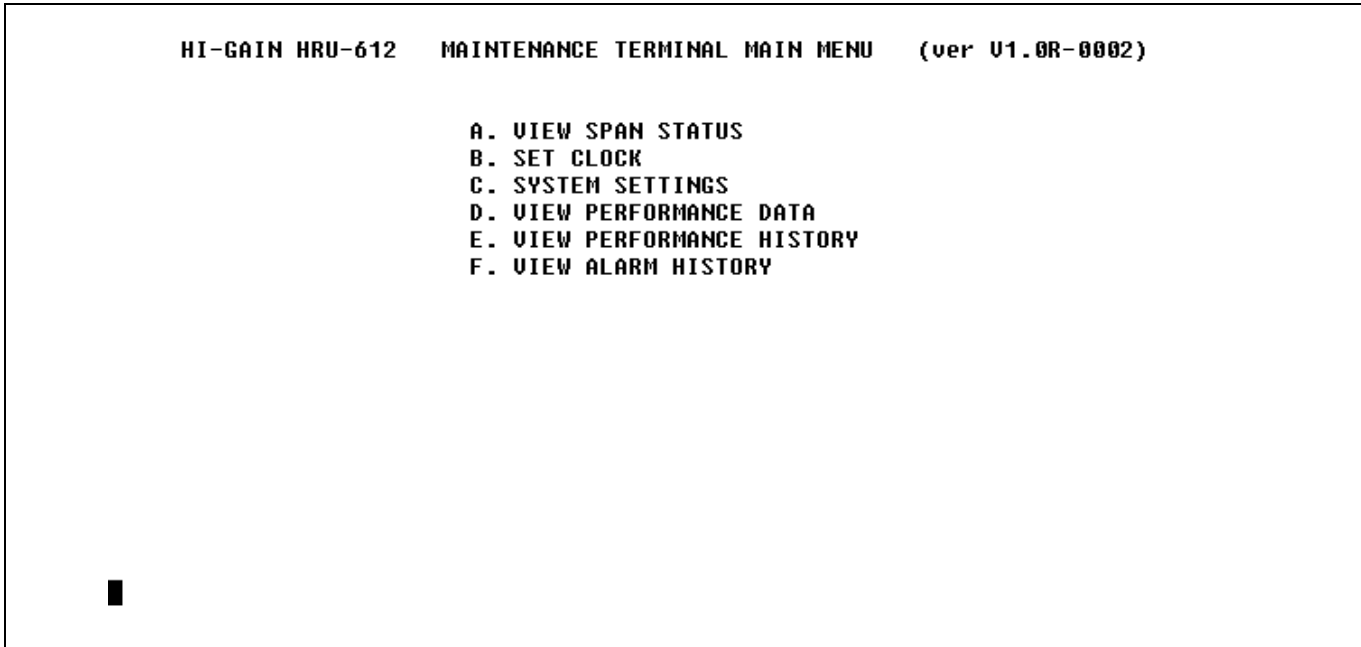 HI-GAIN HRU-612 MAINTENANCE TERMINAL MAIN MENU (ver V1.0R-0002)
A. VIEW SPAN STATUS
B. SET CLOCK
C. SYSTEM SETTINGS
D. VIEW PERFORMANCE DATA
E. VIEW PERFORMANCE HISTORY
F. VIEW ALARM HISTORY